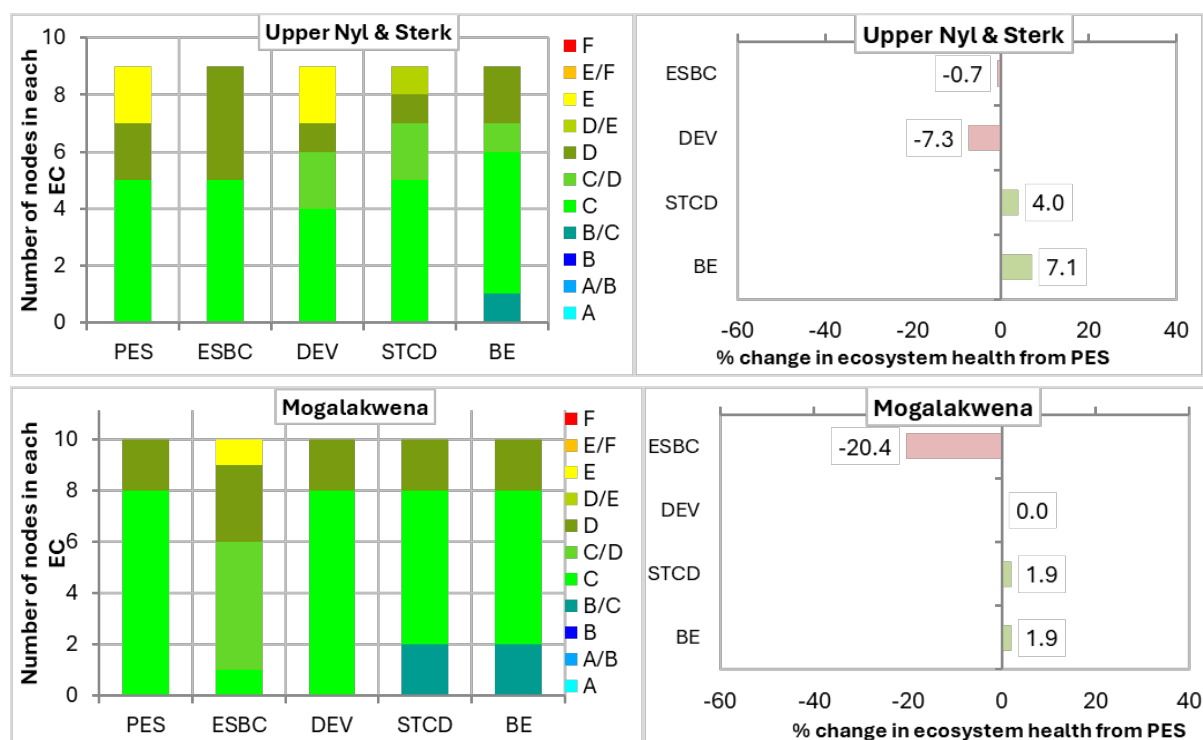 Upper Nyl & Sterk
Number of nodes in each
EC
10
8
6
4
2
0
PES
ESBC
DEV
STCD
BE
F
E/F
E
D/E
D
C/D
C
B/C
B
A/B
A
Upper Nyl & Sterk
ESBC
-0.7
DEV
-7.3
STCD
4.0
BE
7.1
-60 -40 -20 0 20 40
% change in ecosystem health from PES
Mogalakwena
Number of nodes in each
EC
10
8
6
4
2
0
PES
ESBC
DEV
STCD
BE
F
E/F
E
D/E
D
C/D
C
B/C
B
A/B
A
Mogalakwena
ESBC
-20.4
DEV
0.0
STCD
1.9
BE
1.9
-60 -40 -20 0 20 40
% change in ecosystem health from PES